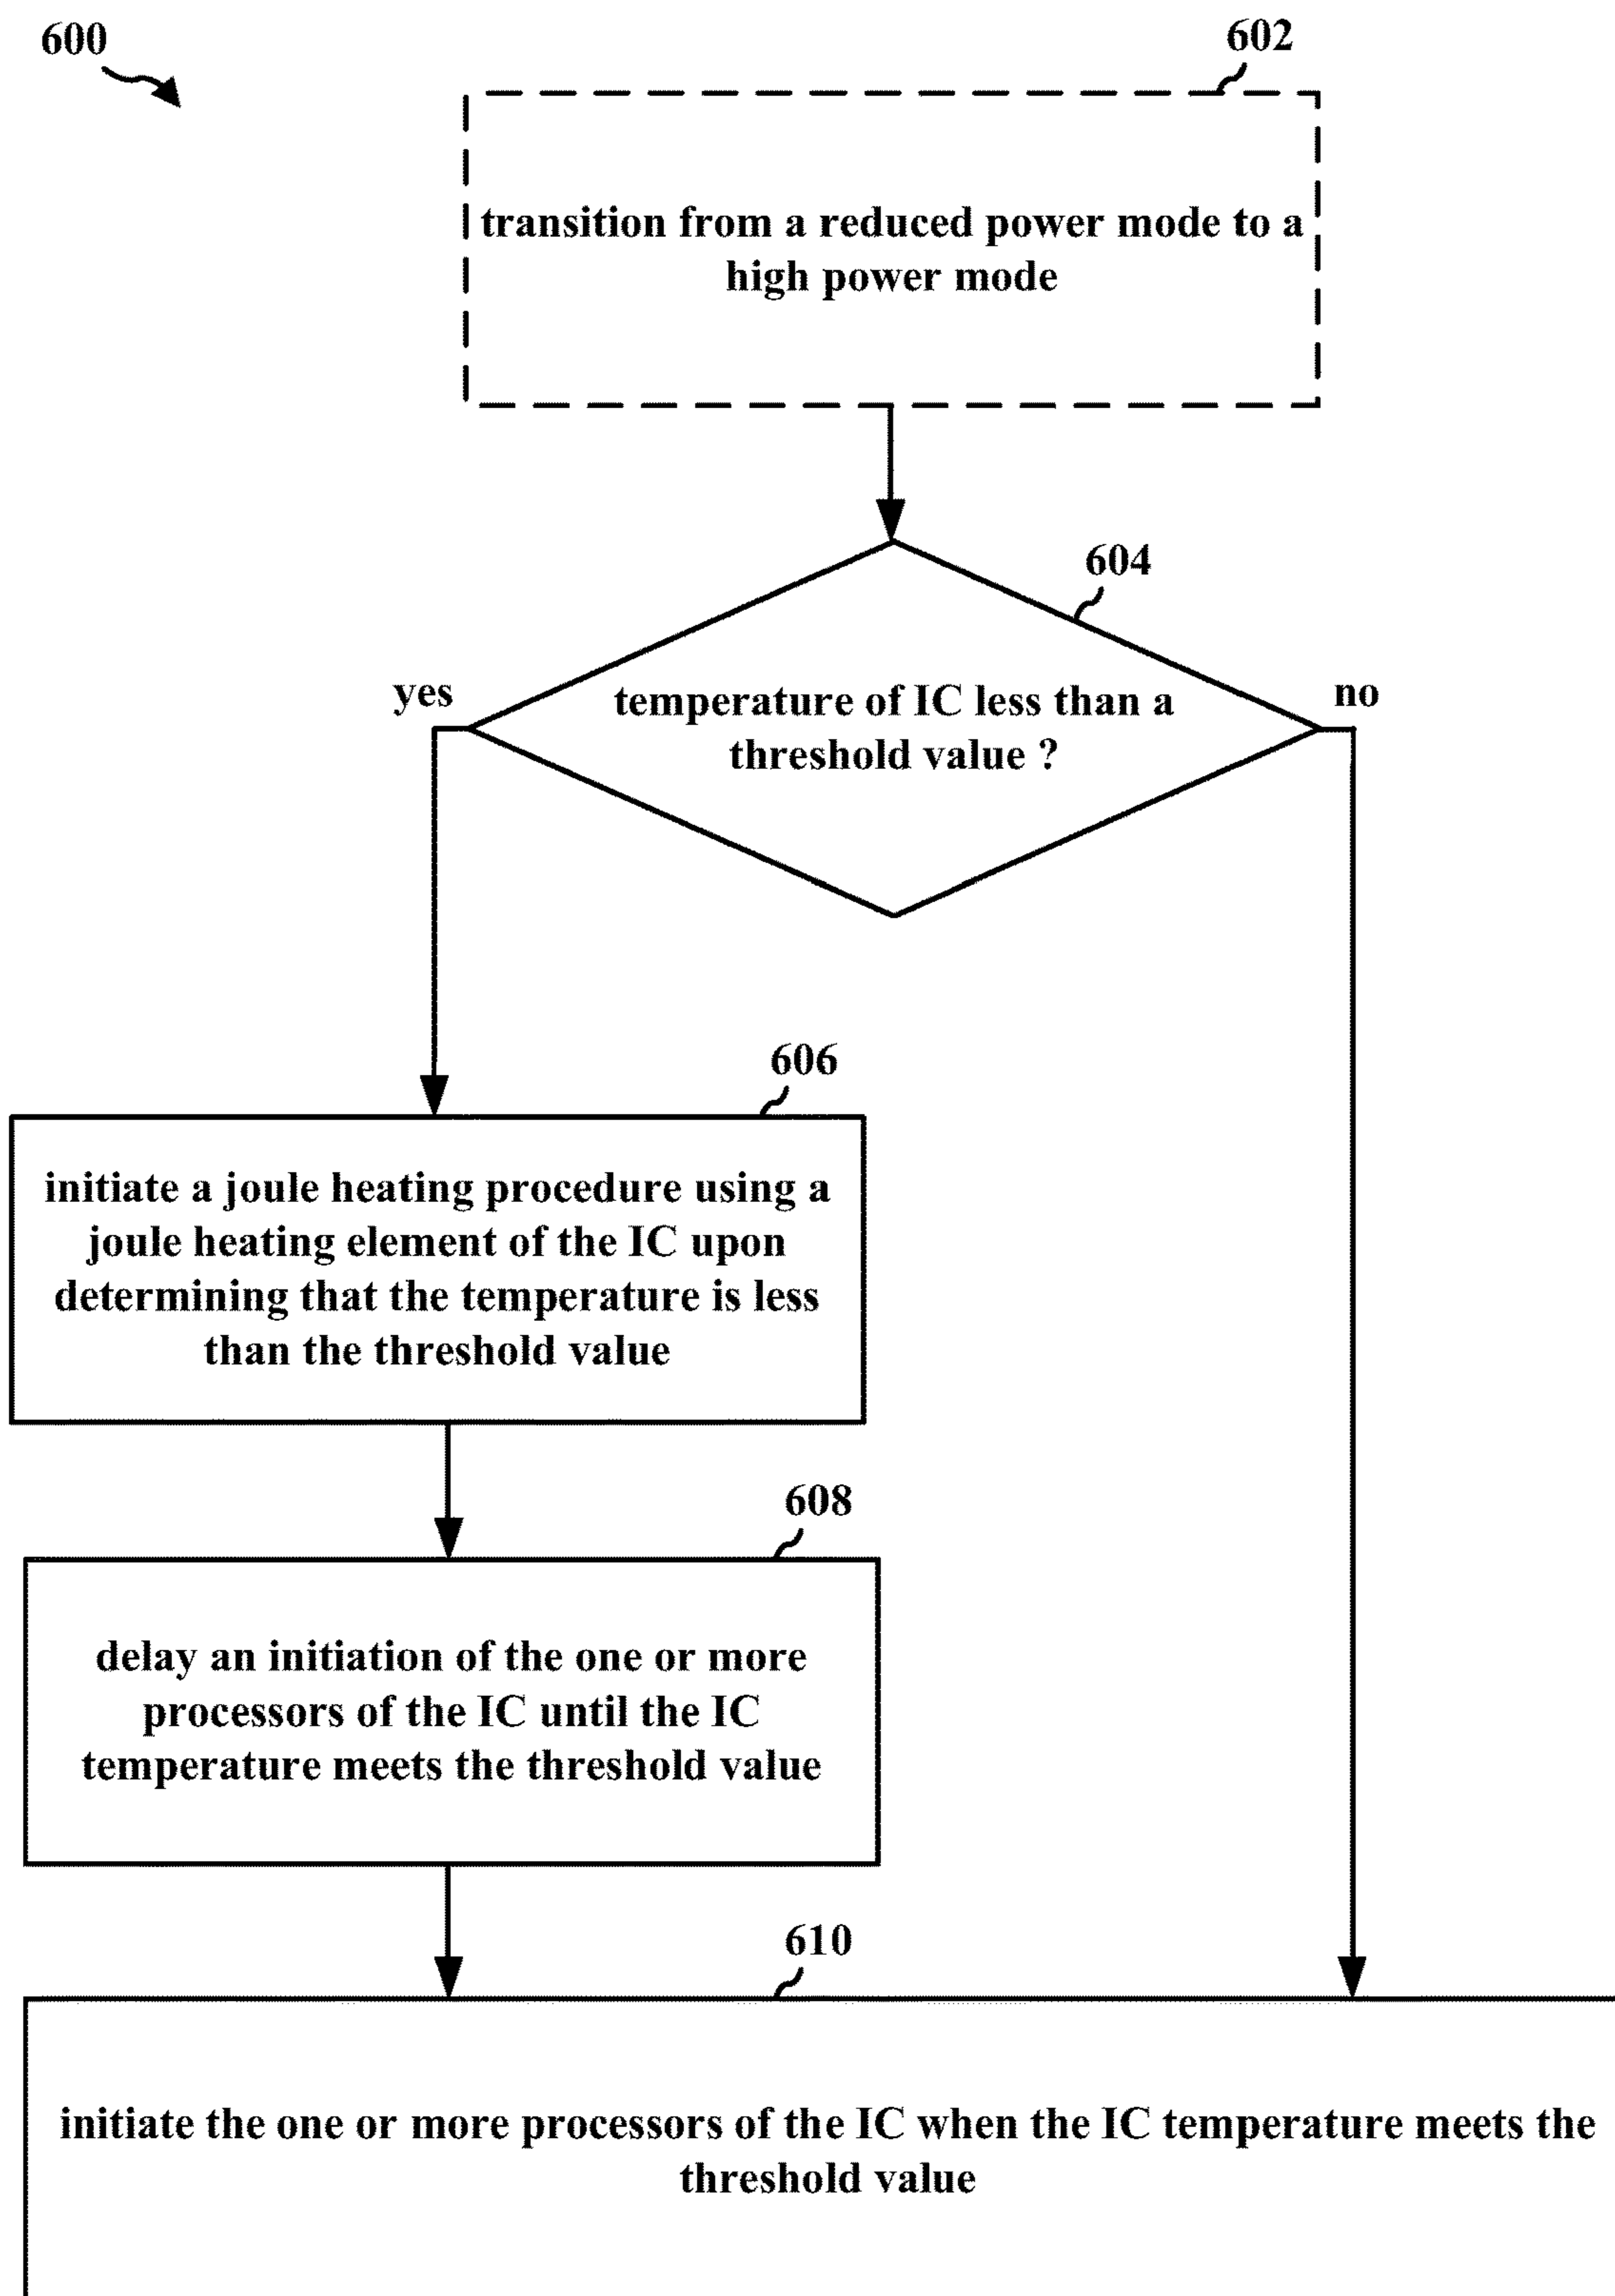 600
602
transition from a reduced power mode to a
high power mode
604
yes
temperature of IC less than a
threshold value ?
no
606
initiate a joule heating procedure using a
joule heating element of the IC upon
determining that the temperature is less
than the threshold value
608
delay an initiation of the one or more
processors of the IC until the IC
temperature meets the threshold value
610
initiate the one or more processors of the IC when the IC temperature meets the
threshold value